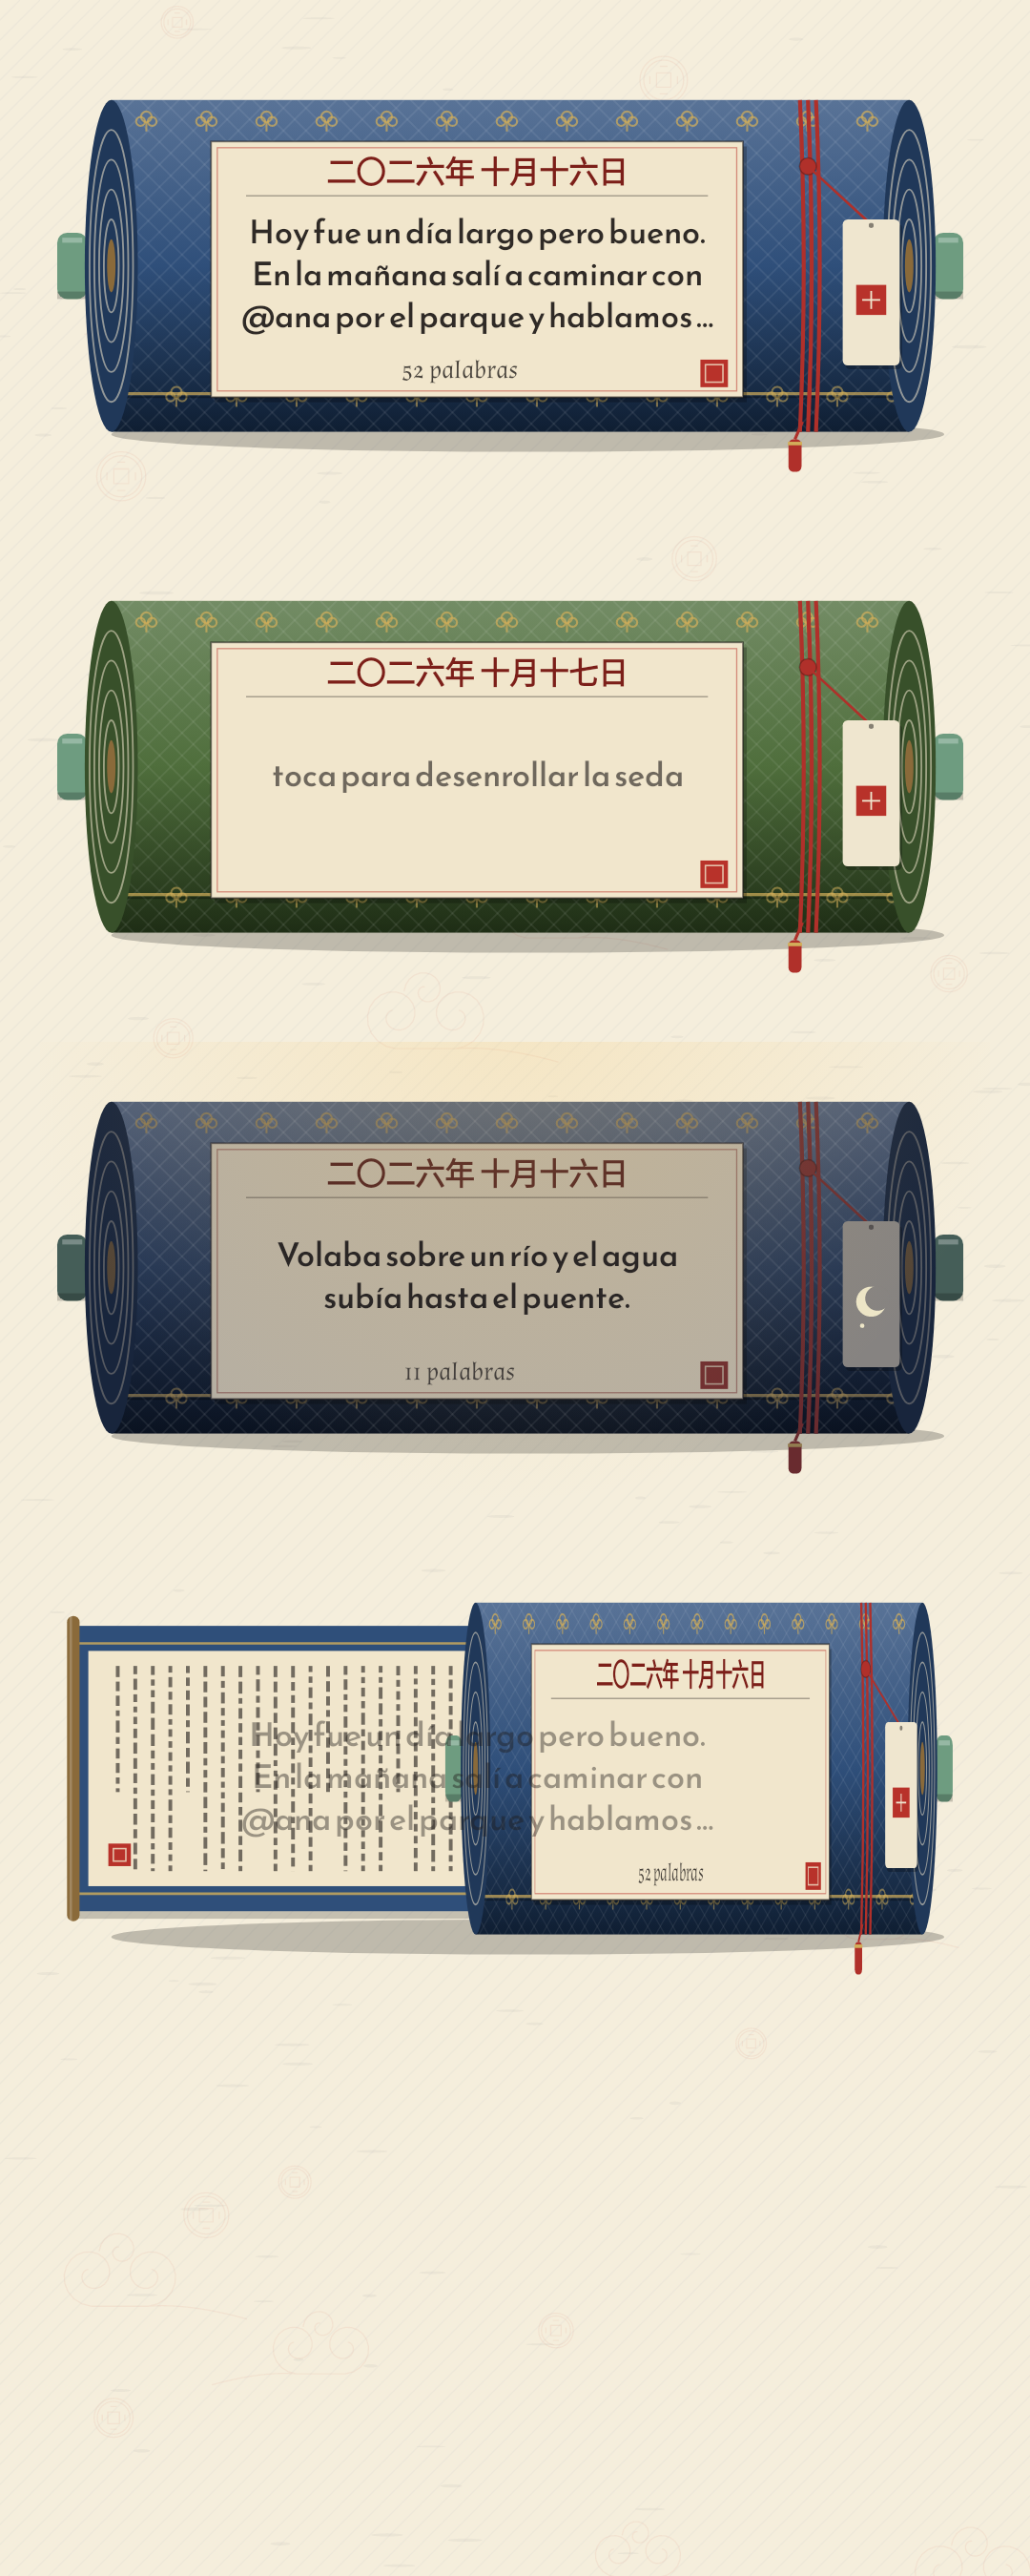 二〇二六年 十月十六日
Hoy fue un día largo pero bueno.
En la mañana salí a caminar con
@ana por el parque y hablamos…
52 palabras
二〇二六年 十月十七日
toca para desenrollar la seda
二〇二六年 十月十六日
Volaba sobre un río y el agua
subía hasta el puente.
11 palabras
二〇二六年 十月十六日
Hoy fue un día largo pero bueno.
En la mañana salí a caminar con
@ana por el parque y hablamos…
52 palabras